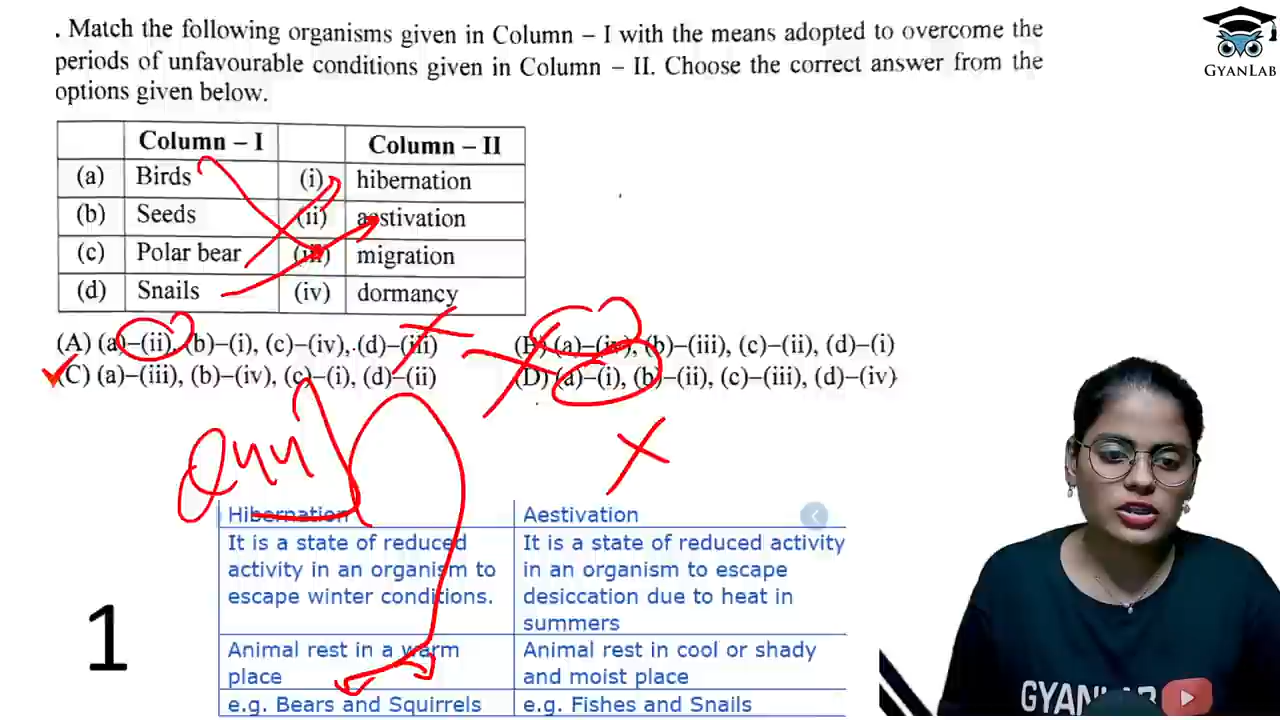 . Match the following organisms given in Column – I with the means adopted to overcome the
periods of unfavourable conditions given in Column – II. Choose the correct answer from the
options given below.
GYANLAB
Column – I Column – II
(a) Birds (i) hibernation
(b) Seeds (ii) aestivation
(c) Polar bear (iii) migration
(d) Snails (iv) dormancy
(A) (a)–(ii), (b)–(i), (c)–(iv), (d)–(iii) (B) (a)–(iv), (b)–(iii), (c)–(ii), (d)–(i)
(C) (a)–(iii), (b)–(iv), (c)–(i), (d)–(ii) (D) (a)–(i), (b)–(ii), (c)–(iii), (d)–(iv)
Hibernation Aestivation
It is a state of reduced It is a state of reduced activity
activity in an organism to in an organism to escape
escape winter conditions. desiccation due to heat in
summers
Animal rest in a warm Animal rest in cool or shady
place and moist place
e.g. Bears and Squirrels e.g. Fishes and Snails
1
GYANLAB